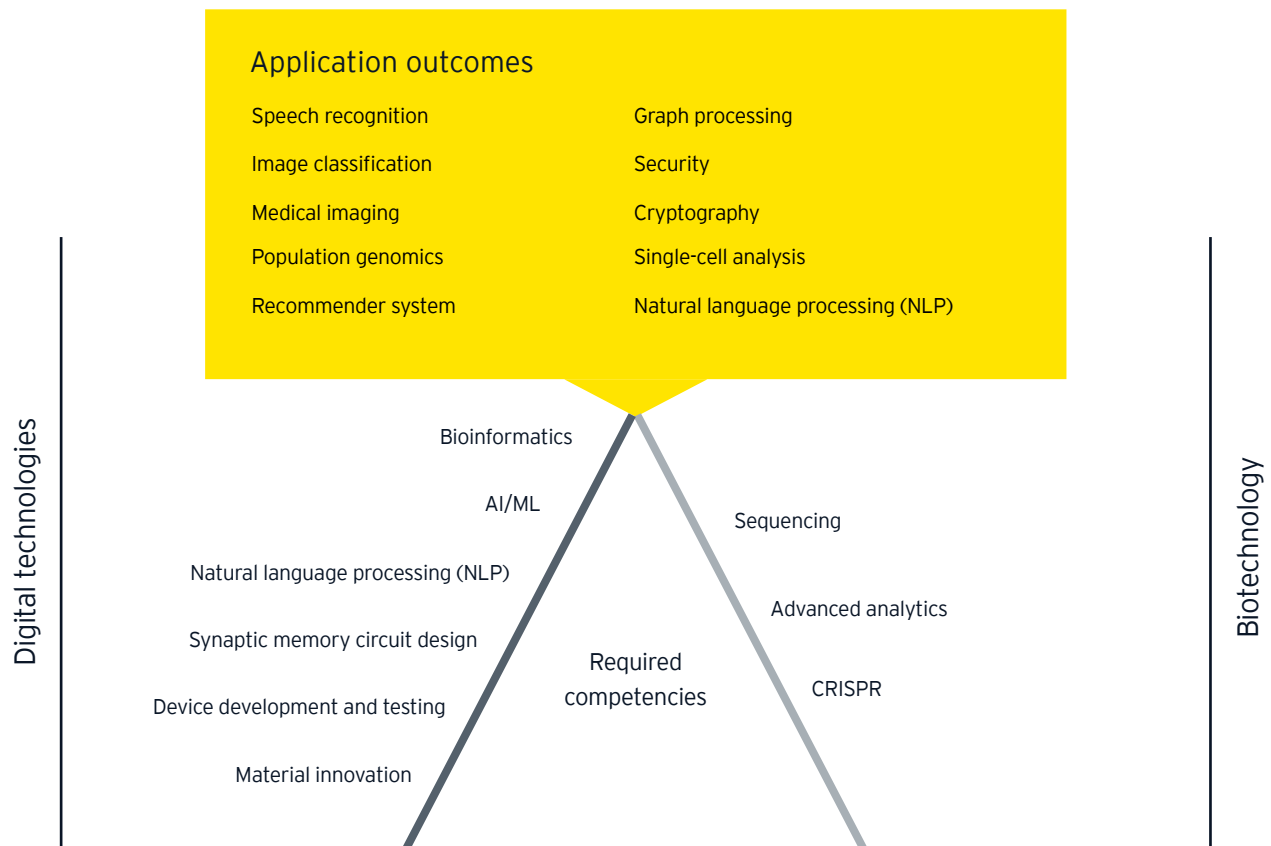 Application outcomes
Speech recognition
Image classification
Medical imaging
Population genomics
Recommender system
Graph processing
Security
Cryptography
Single-cell analysis
Natural language processing (NLP)
Digital technologies
Bioinformatics
AI/ML
Natural language processing (NLP)
Synaptic memory circuit design
Device development and testing
Material innovation
Required
competencies
Sequencing
Advanced analytics
CRISPR
Biotechnology